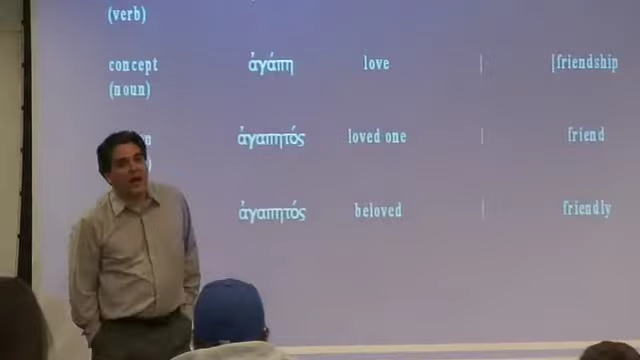 (verb)
concept ἀγάπη love | |friendship
(noun)
ἀγαπητός loved one | friend
ἀγαπητός beloved | friendly